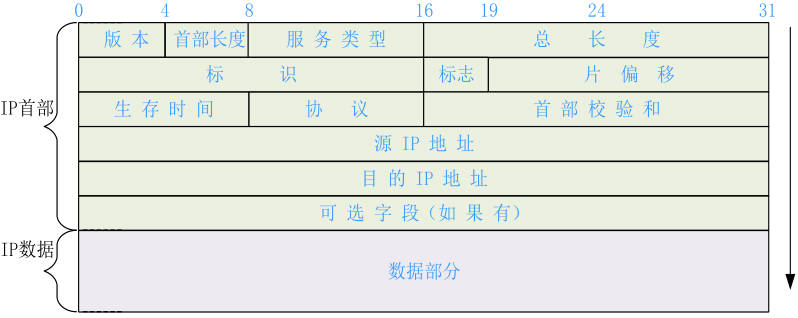 0 4 8 16 19 24 31
版 本 首部长度 服 务 类 型 总 长 度
标 识 标志 片 偏 移
IP首部 生 存 时 间 协 议 首 部 校 验 和
源 IP 地 址
目 的 IP 地 址
可 选 字 段（如 果 有）
IP数据
数据部分